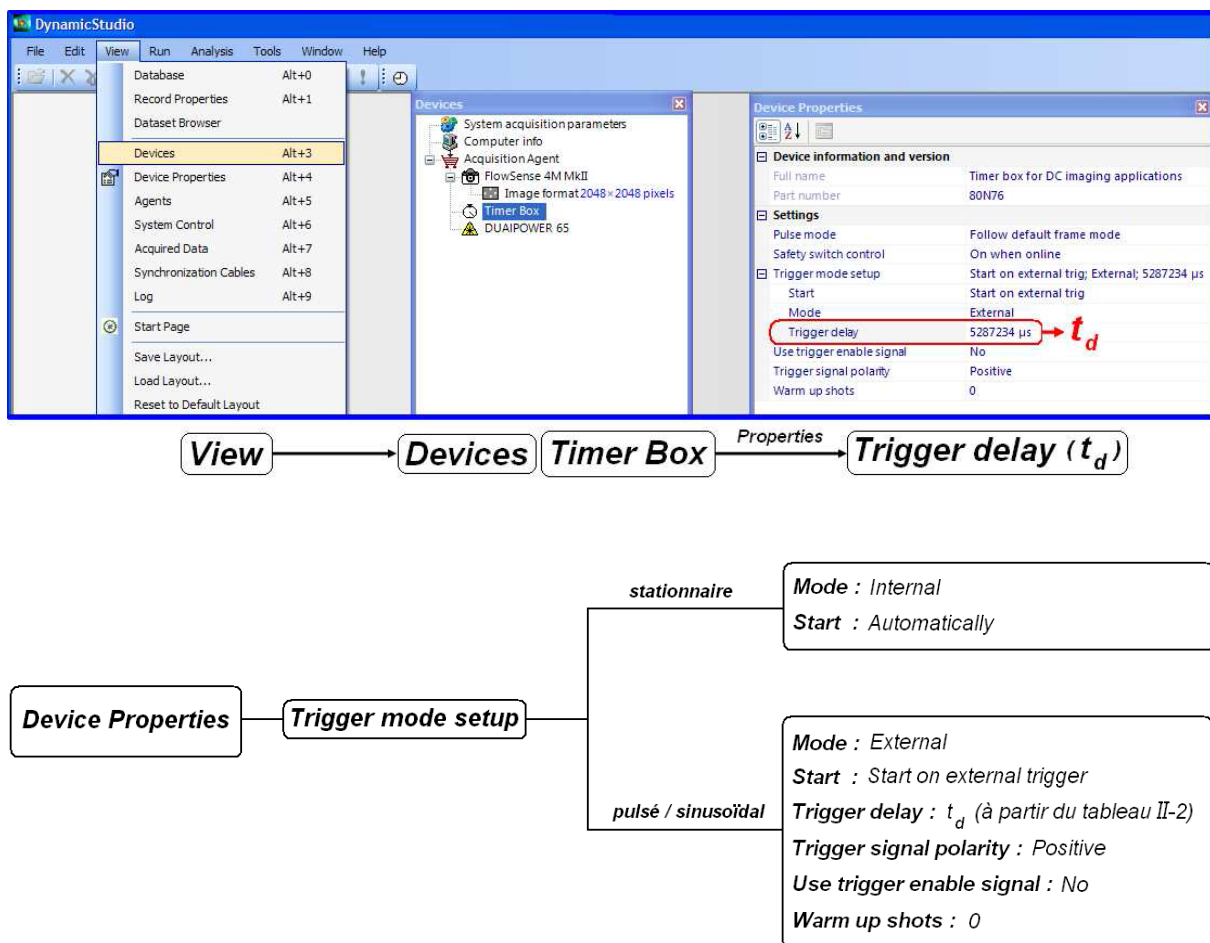 DynamicStudio
File Edit View Run Analysis Tools Window Help
Database Alt+0
Record Properties Alt+1
Dataset Browser
Devices Alt+3
Device Properties Alt+4
Agents Alt+5
System Control Alt+6
Acquired Data Alt+7
Synchronization Cables Alt+8
Log Alt+9
Start Page
Save Layout...
Load Layout...
Reset to Default Layout
Devices
System acquisition parameters
Computer info
Acquisition Agent
FlowSense 4M MkII
Image format 2048×2048 pixels
Timer Box
DUAlPOWER 65
Device Properties
Device information and version
Full name Timer box for DC imaging applications
Part number 80N76
Settings
Pulse mode Follow default frame mode
Safety switch control On when online
Trigger mode setup Start on external trig; External; 5287234 µs
Start Start on external trig
Mode External
Trigger delay 5287234 µs t_d
Use trigger enable signal No
Trigger signal polarity Positive
Warm up shots 0
View Devices Timer Box Properties Trigger delay (t_d)
stationnaire
Mode : Internal
Start : Automatically
Device Properties Trigger mode setup
pulsé / sinusoïdal
Mode : External
Start : Start on external trigger
Trigger delay : t_d (à partir du tableau II-2)
Trigger signal polarity : Positive
Use trigger enable signal : No
Warm up shots : 0